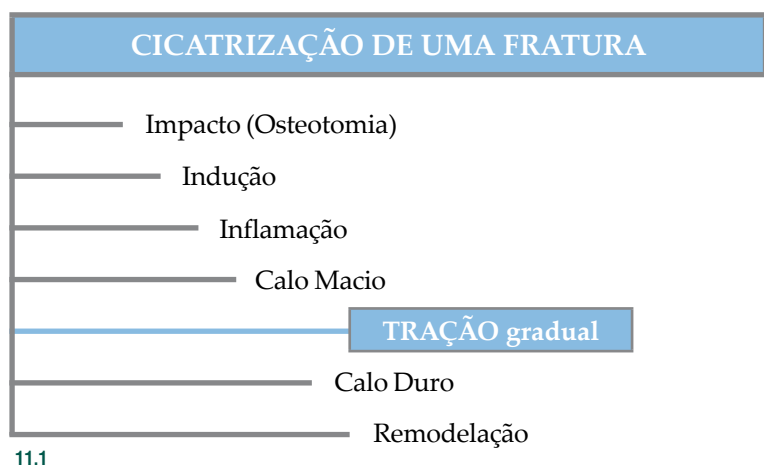 CICATRIZAÇÃO DE UMA FRATURA
Impacto (Osteotomia)
Indução
Inflamação
Calo Macio
TRAÇÃO gradual
Calo Duro
Remodelação
11.1